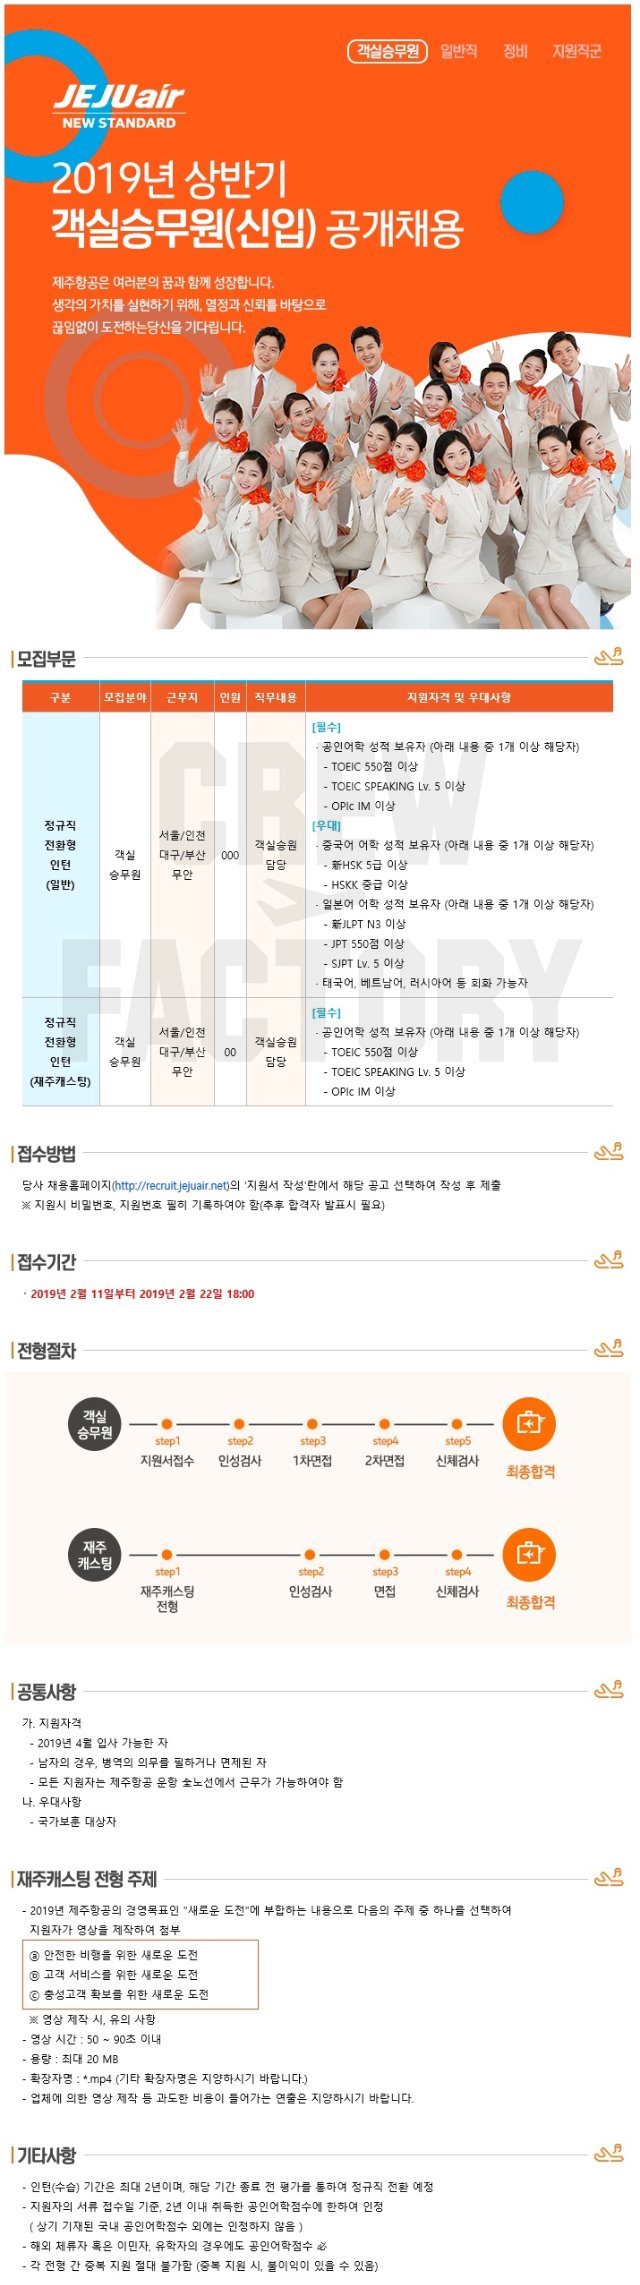 객실승무원 일반직 정비 지원직군
JEJUair
NEW STANDARD
2019년 상반기
객실승무원(신입) 공개채용
제주항공은 여러분의 꿈과 함께 성장합니다.
생각의 가치를 실현하기 위해, 열정과 신뢰를 바탕으로
끊임없이 도전하는당신을 기다립니다.
모집부문
구분 모집분야 근무지 인원 직무내용 지원자격 및 우대사항
정규직
전환형
인턴
(일반)
객실
승무원
서울/인천
대구/부산
무안
000
객실승원
담당
[필수]
· 공인어학 성적 보유자 (아래 내용 중 1개 이상 해당자)
- TOEIC 550점 이상
- TOEIC SPEAKING Lv. 5 이상
- OPIc IM 이상
[우대]
· 중국어 어학 성적 보유자 (아래 내용 중 1개 이상 해당자)
- 新HSK 5급 이상
- HSKK 중급 이상
· 일본어 어학 성적 보유자 (아래 내용 중 1개 이상 해당자)
- 新JLPT N3 이상
- JPT 550점 이상
- SJPT Lv. 5 이상
· 태국어, 베트남어, 러시아어 등 회화 가능자
정규직
전환형
인턴
(재주캐스팅)
객실
승무원
서울/인천
대구/부산
무안
00
객실승원
담당
[필수]
· 공인어학 성적 보유자 (아래 내용 중 1개 이상 해당자)
- TOEIC 550점 이상
- TOEIC SPEAKING Lv. 5 이상
- OPIc IM 이상
CREW
FACTORY
접수방법
당사 채용홈페이지(http://recruit.jejuair.net)의 '지원서 작성'란에서 해당 공고 선택하여 작성 후 제출
※ 지원시 비밀번호, 지원번호 필히 기록하여야 함(추후 합격자 발표시 필요)
접수기간
· 2019년 2월 11일부터 2019년 2월 22일 18:00
전형절차
객실
승무원
step1 step2 step3 step4 step5
지원서접수 인성검사 1차면접 2차면접 신체검사
최종합격
재주
캐스팅
step1 step2 step3 step4
재주캐스팅
전형
인성검사 면접 신체검사
최종합격
공통사항
가. 지원자격
- 2019년 4월 입사 가능한 자
- 남자의 경우, 병역의 의무를 필하거나 면제된 자
- 모든 지원자는 제주항공 운항 全노선에서 근무가 가능하여야 함
나. 우대사항
- 국가보훈 대상자
재주캐스팅 전형 주제
- 2019년 제주항공의 경영목표인 "새로운 도전"에 부합하는 내용으로 다음의 주제 중 하나를 선택하여
지원자가 영상을 제작하여 첨부
ⓐ 안전한 비행을 위한 새로운 도전
ⓑ 고객 서비스를 위한 새로운 도전
ⓒ 충성고객 확보를 위한 새로운 도전
※ 영상 제작 시, 유의 사항
- 영상 시간 : 50 ~ 90초 이내
- 용량 : 최대 20 MB
- 확장자명 : *.mp4 (기타 확장자명은 지양하시기 바랍니다.)
- 업체에 의한 영상 제작 등 과도한 비용이 들어가는 연출은 지양하시기 바랍니다.
기타사항
- 인턴(수습) 기간은 최대 2년이며, 해당 기간 종료 전 평가를 통하여 정규직 전환 예정
- 지원자의 서류 접수일 기준, 2년 이내 취득한 공인어학점수에 한하여 인정
( 상기 기재된 국내 공인어학점수 외에는 인정하지 않음 )
- 해외 체류자 혹은 이민자, 유학자의 경우에도 공인어학점수 必
- 각 전형 간 중복 지원 절대 불가함 (중복 지원 시, 불이익이 있을 수 있음)